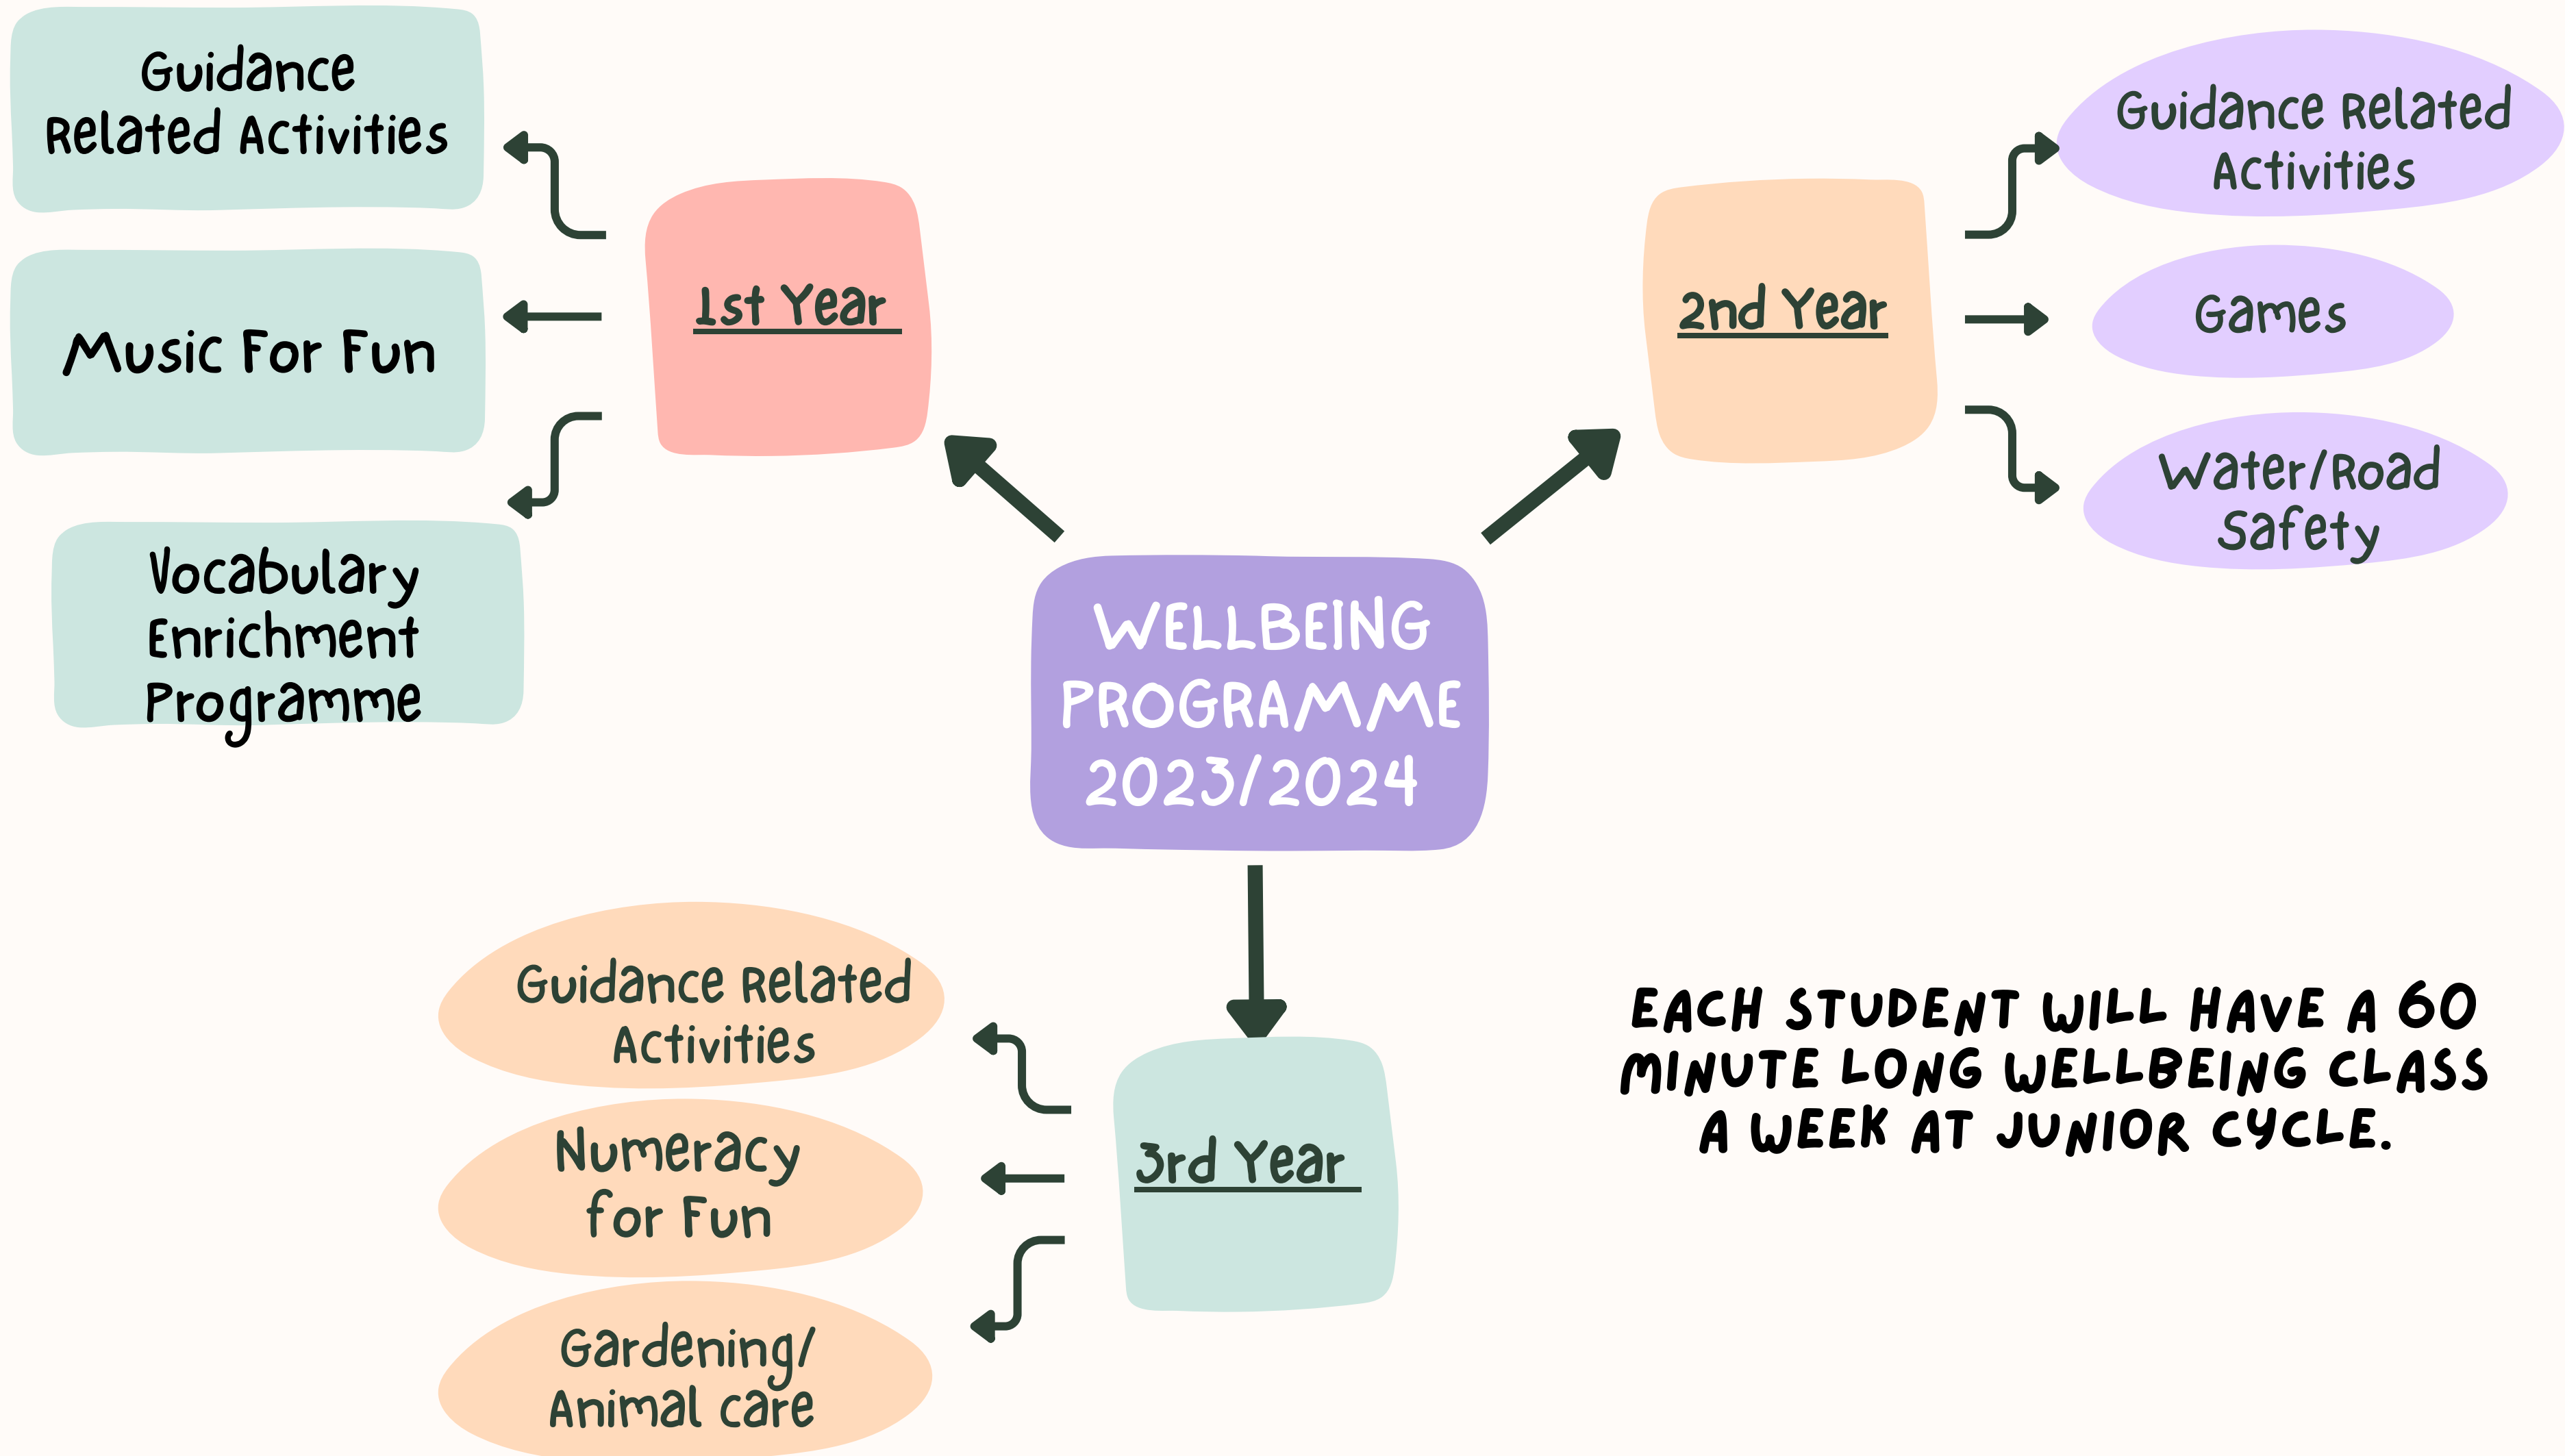 Guidance
Related Activities
Music For Fun
Vocabulary
Enrichment
Programme
1st Year
2nd Year
Guidance Related
Activities
Games
Water/Road
Safety
WELLBEING
PROGRAMME
2023/2024
Guidance Related
Activities
Numeracy
for Fun
Gardening/
Animal care
3rd Year
EACH STUDENT WILL HAVE A 60
MINUTE LONG WELLBEING CLASS
A WEEK AT JUNIOR CYCLE.